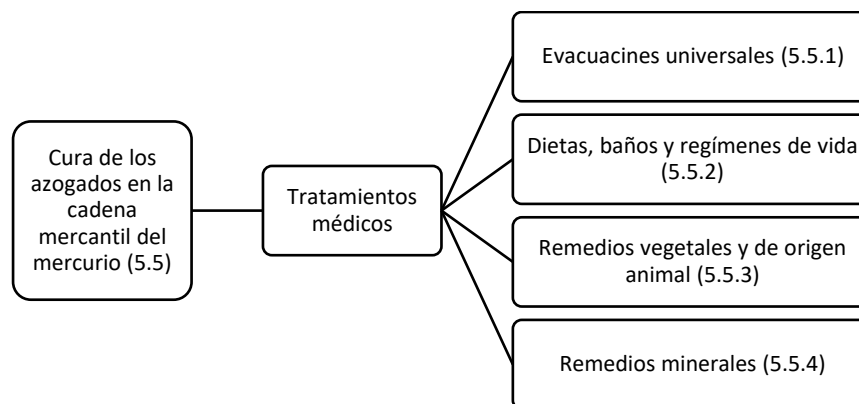 Cura de los
azogados en la
cadena
mercantil del
mercurio (5.5)
Tratamientos
médicos
Evacuacines universales (5.5.1)
Dietas, baños y regímenes de vida
(5.5.2)
Remedios vegetales y de origen
animal (5.5.3)
Remedios minerales (5.5.4)